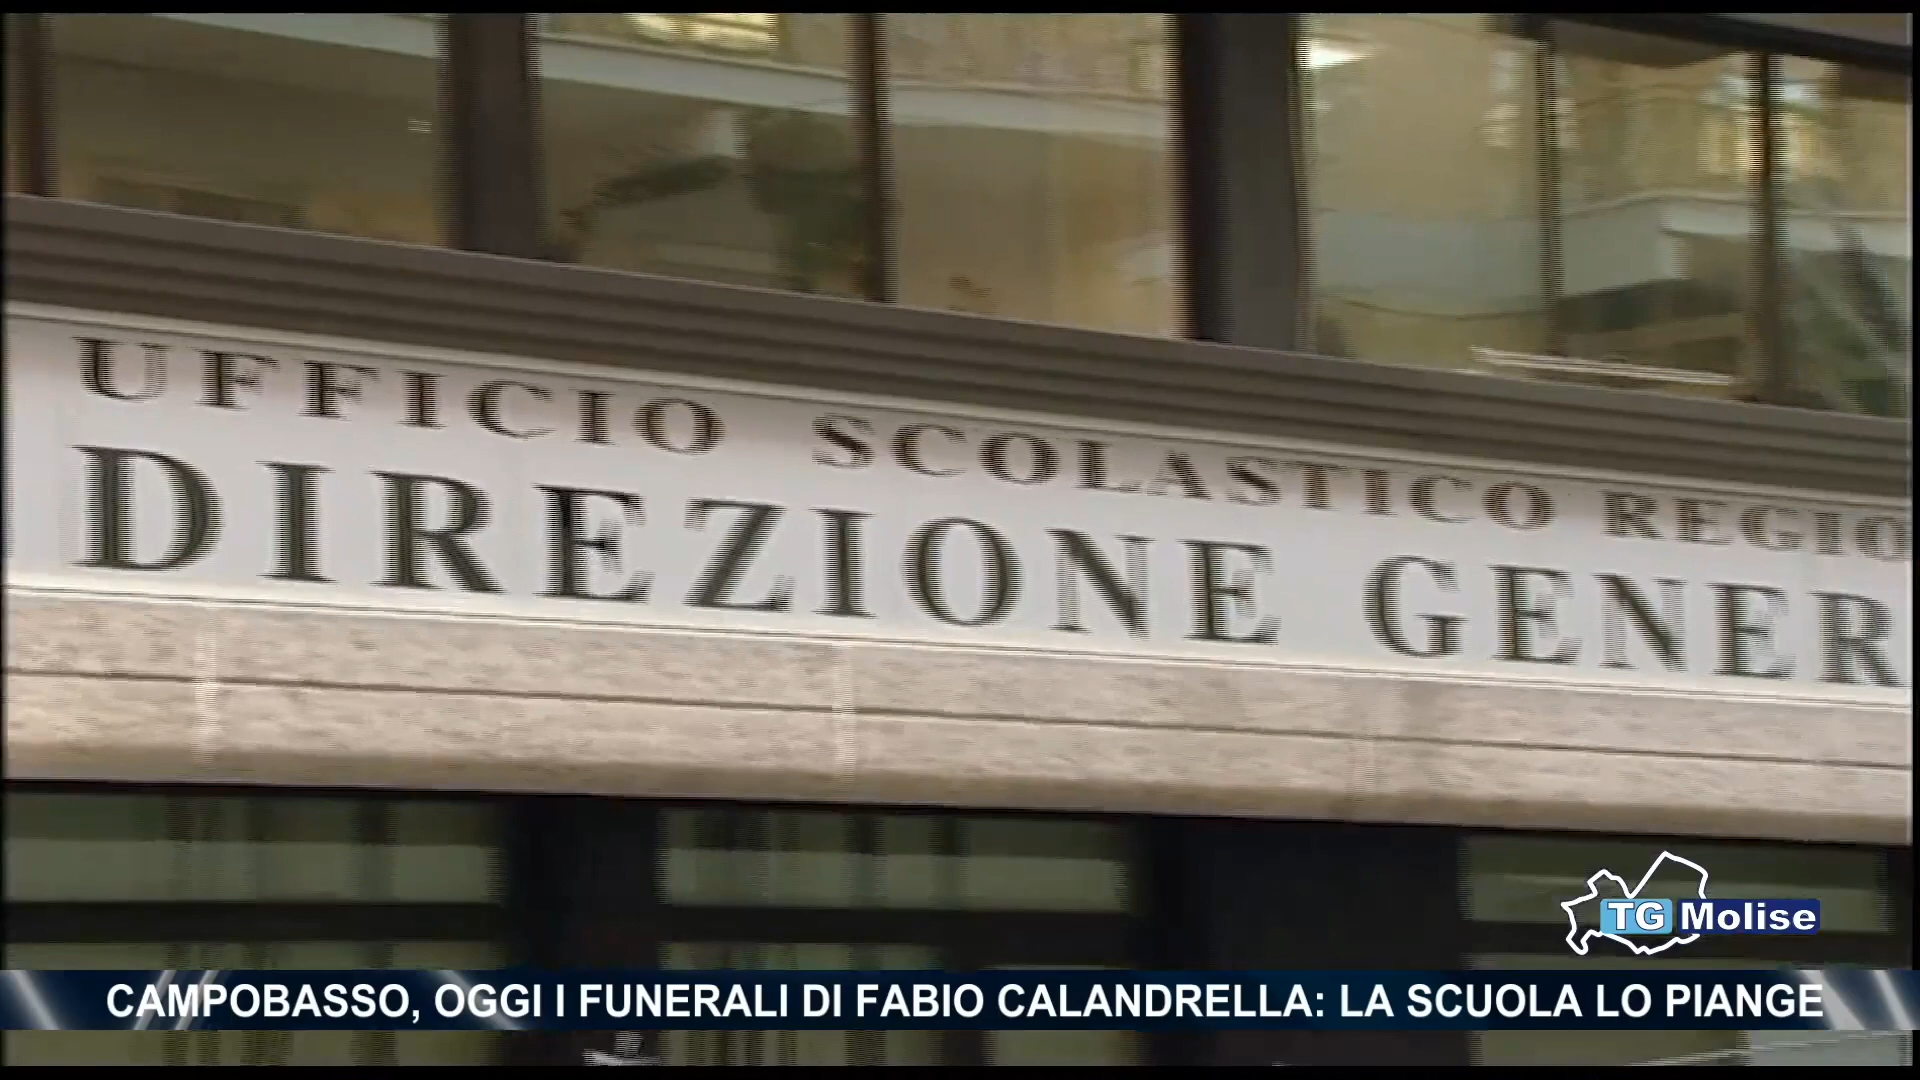 UFFICIO SCOLASTICO REGIO
DIREZIONE GENER
TG Molise
CAMPOBASSO, OGGI I FUNERALI DI FABIO CALANDRELLA: LA SCUOLA LO PIANGE